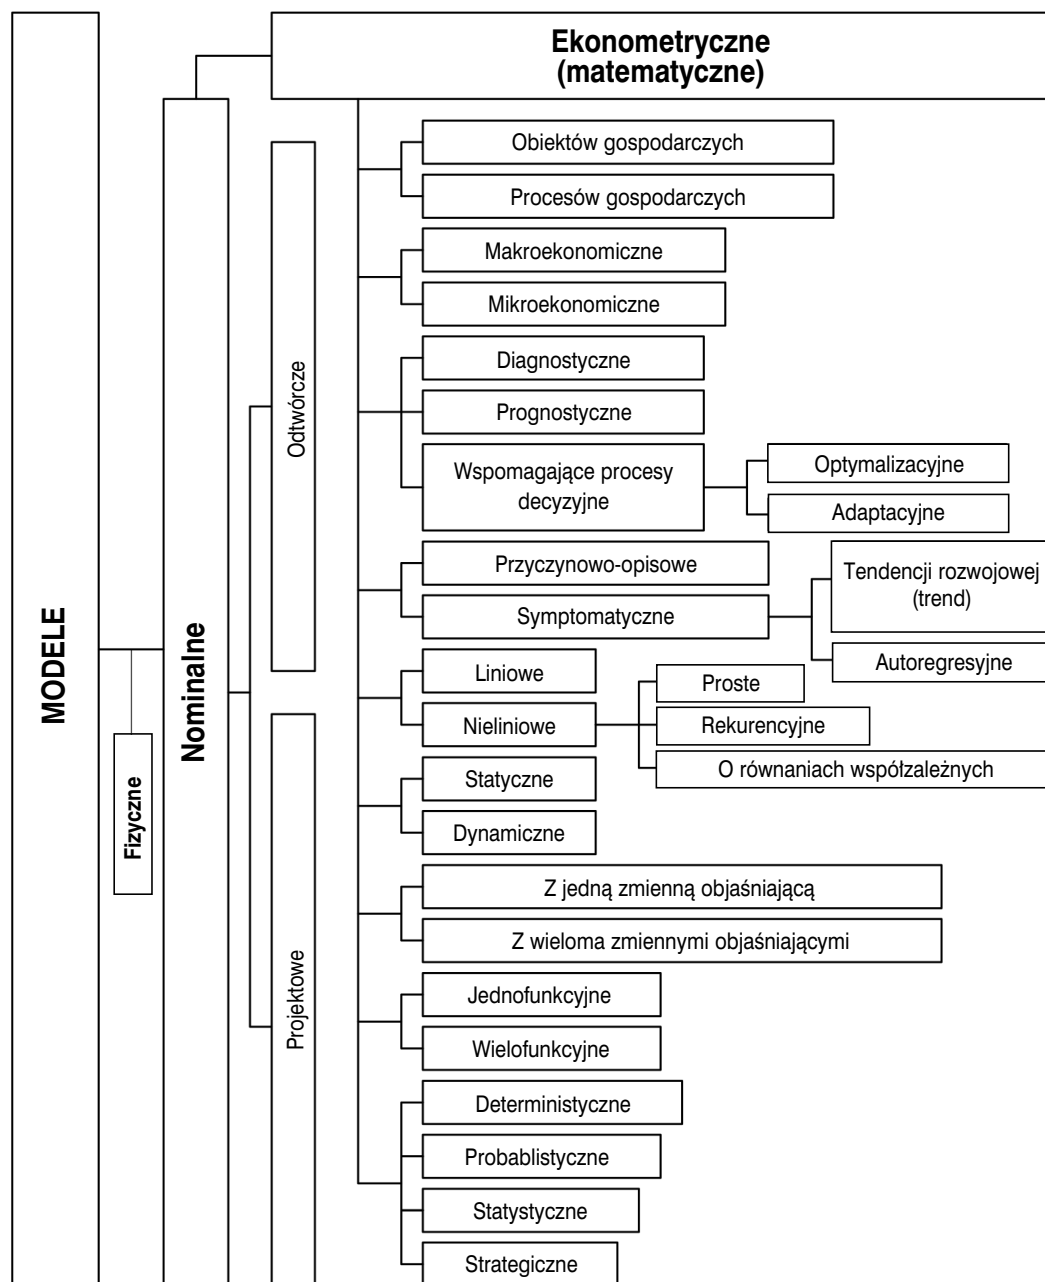 MODELE
Fizyczne
Nominalne
Ekonometryczne
(matematyczne)
Odtwórcze
Projektowe
Obiektów gospodarczych
Procesów gospodarczych
Makroekonomiczne
Mikroekonomiczne
Diagnostyczne
Prognostyczne
Wspomagające procesy
decyzyjne
Optymalizacyjne
Adaptacyjne
Przyczynowo-opisowe
Symptomatyczne
Tendencji rozwojowej
(trend)
Autoregresyjne
Liniowe
Nieliniowe
Proste
Rekurencyjne
O równaniach współzależnych
Statyczne
Dynamiczne
Z jedną zmienną objaśniającą
Z wieloma zmiennymi objaśniającymi
Jednofunkcyjne
Wielofunkcyjne
Deterministyczne
Probablistyczne
Statystyczne
Strategiczne